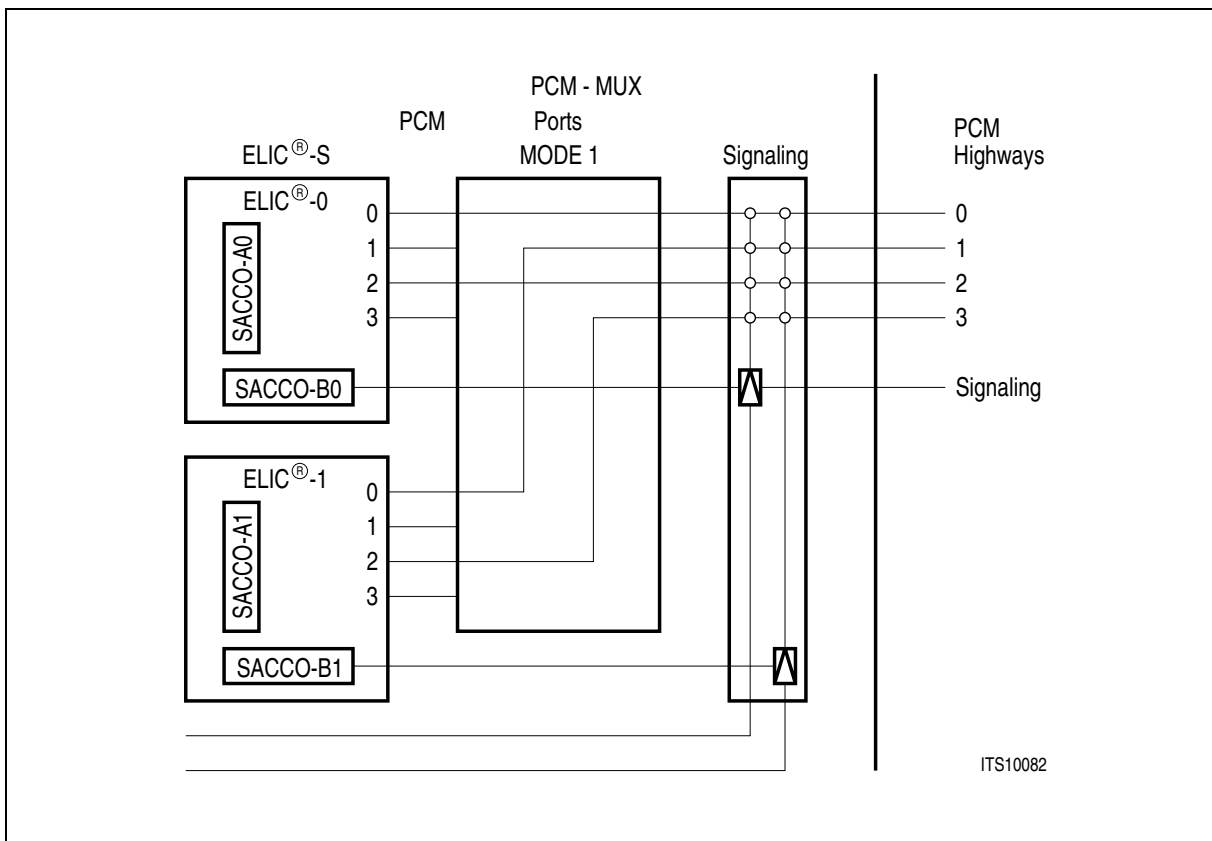 PCM - MUX
PCM
Ports
MODE 1
PCM
Highways
ELIC®-S
Signaling
ELIC®-0
SACCO-A0
0
1
2
3
SACCO-B0
0
1
2
3
Signaling
ELIC®-1
SACCO-A1
0
1
2
3
SACCO-B1
ITS10082